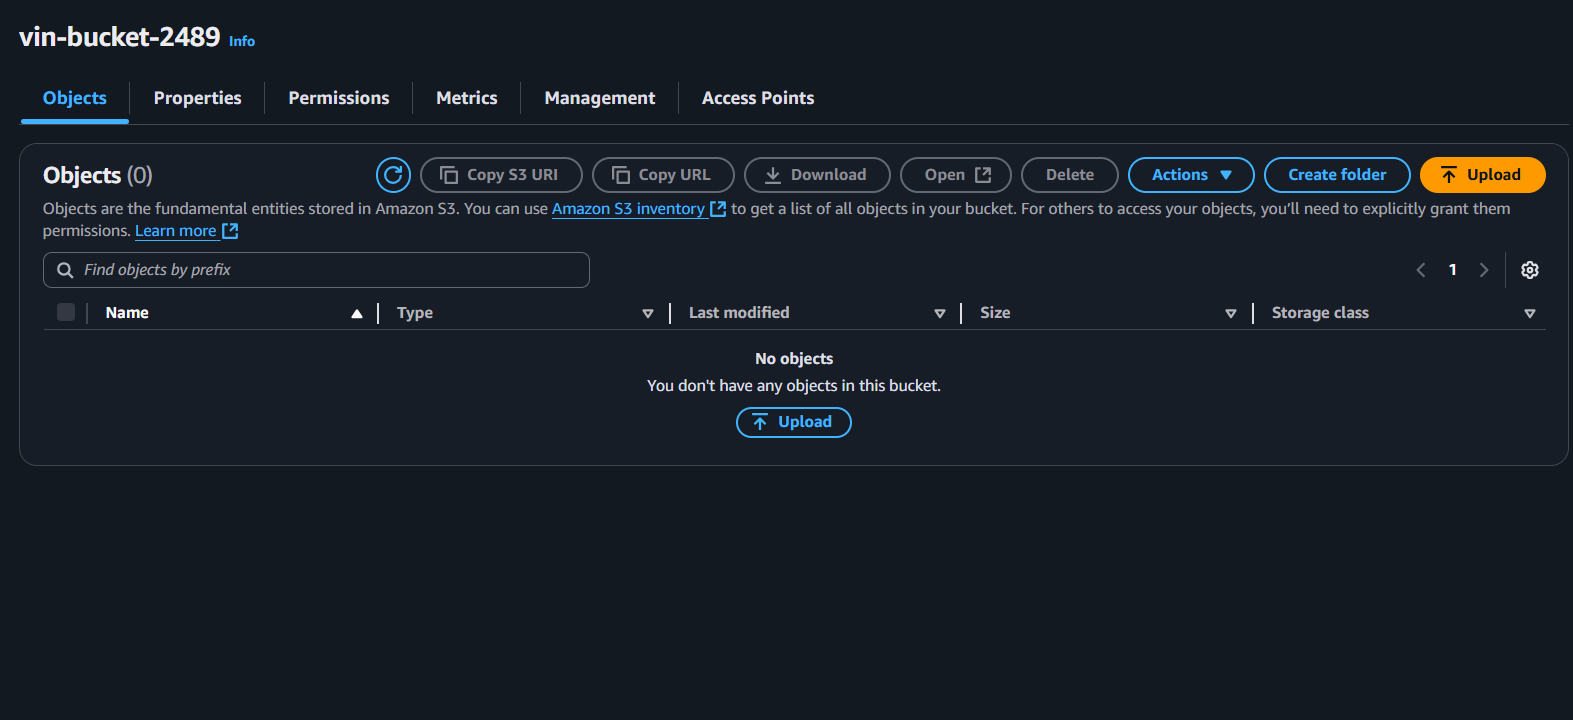 vin-bucket-2489 Info
Objects Properties Permissions Metrics Management Access Points
Objects (0) Copy S3 URI Copy URL Download Open Delete Actions Create folder Upload
Objects are the fundamental entities stored in Amazon S3. You can use Amazon S3 inventory to get a list of all objects in your bucket. For others to access your objects, you’ll need to explicitly grant them
permissions. Learn more
Find objects by prefix 1
Name Type Last modified Size Storage class
No objects
You don't have any objects in this bucket.
Upload